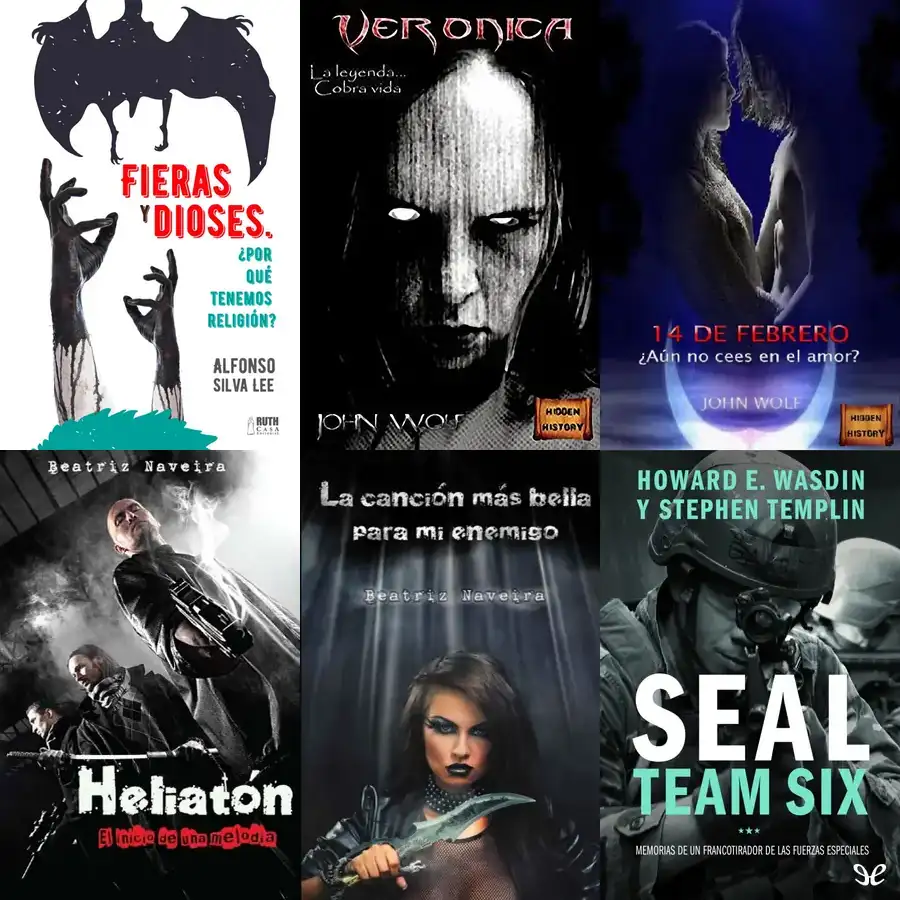 FIERAS
Y DIOSES.
¿POR
QUÉ
TENEMOS
RELIGIÓN?
ALFONSO
SILVA LEE
RUTH
CASA
EDITORIAL
VERONICA
La leyenda...
Cobra vida
JOHN WOLF
HIDDEN
HISTORY
14 DE FEBRERO
¿Aún no cees en el amor?
JOHN WOLF
HIDDEN
HISTORY
Beatriz Naveira
Heliatón
El inicio de una melodía
La canción más bella
para mi enemigo
Beatriz Naveira
HOWARD E. WASDIN
Y STEPHEN TEMPLIN
SEAL
TEAM SIX
MEMORIAS DE UN FRANCOTIRADOR DE LAS FUERZAS ESPECIALES